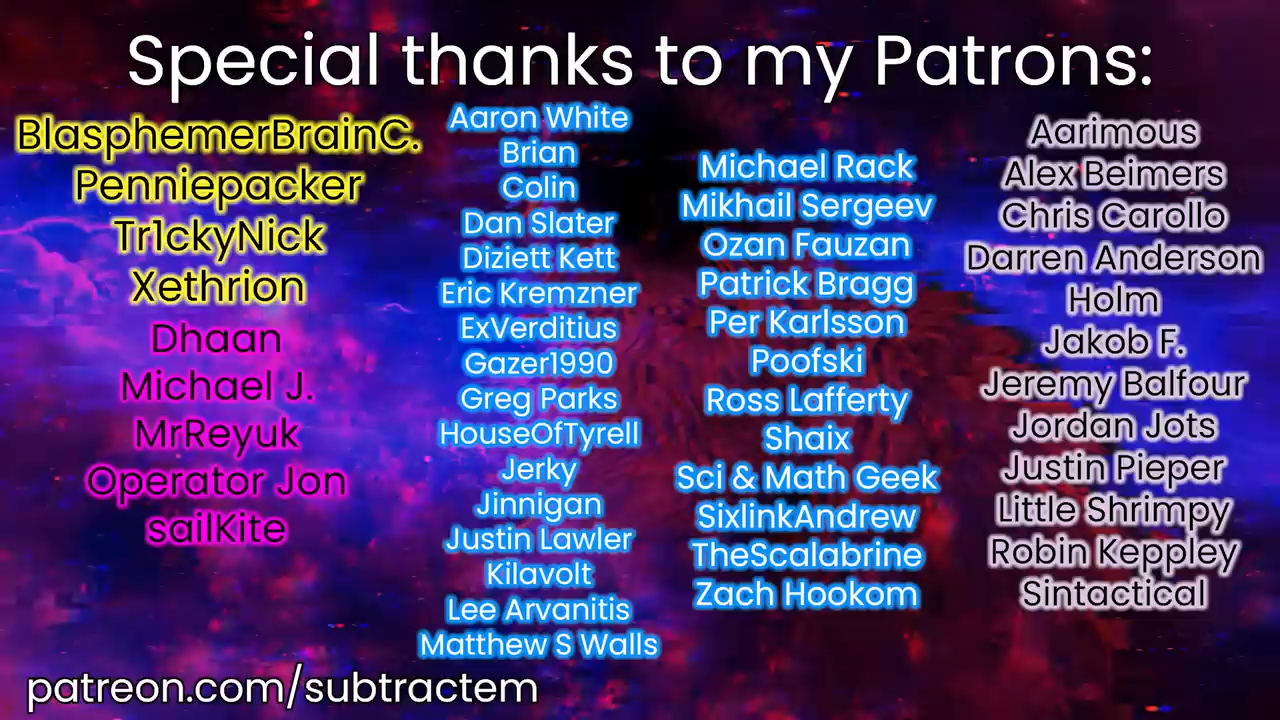 Special thanks to my Patrons:
BlasphemerBrainC.
Penniepacker
Tr1ckyNick
Xethrion
Dhaan
Michael J.
MrReyuk
Operator Jon
sailKite
Aaron White
Brian
Colin
Dan Slater
Diziett Kett
Eric Kremzner
ExVerditius
Gazer1990
Greg Parks
HouseOfTyrell
Jerky
Jinnigan
Justin Lawler
Kilavolt
Lee Arvanitis
Matthew S Walls
Michael Rack
Mikhail Sergeev
Ozan Fauzan
Patrick Bragg
Per Karlsson
Poofski
Ross Lafferty
Shaix
Sci & Math Geek
SixlinkAndrew
TheScalabrine
Zach Hookom
Aarimous
Alex Beimers
Chris Carollo
Darren Anderson
Holm
Jakob F.
Jeremy Balfour
Jordan Jots
Justin Pieper
Little Shrimpy
Robin Keppley
Sintactical
patreon.com/subtractem